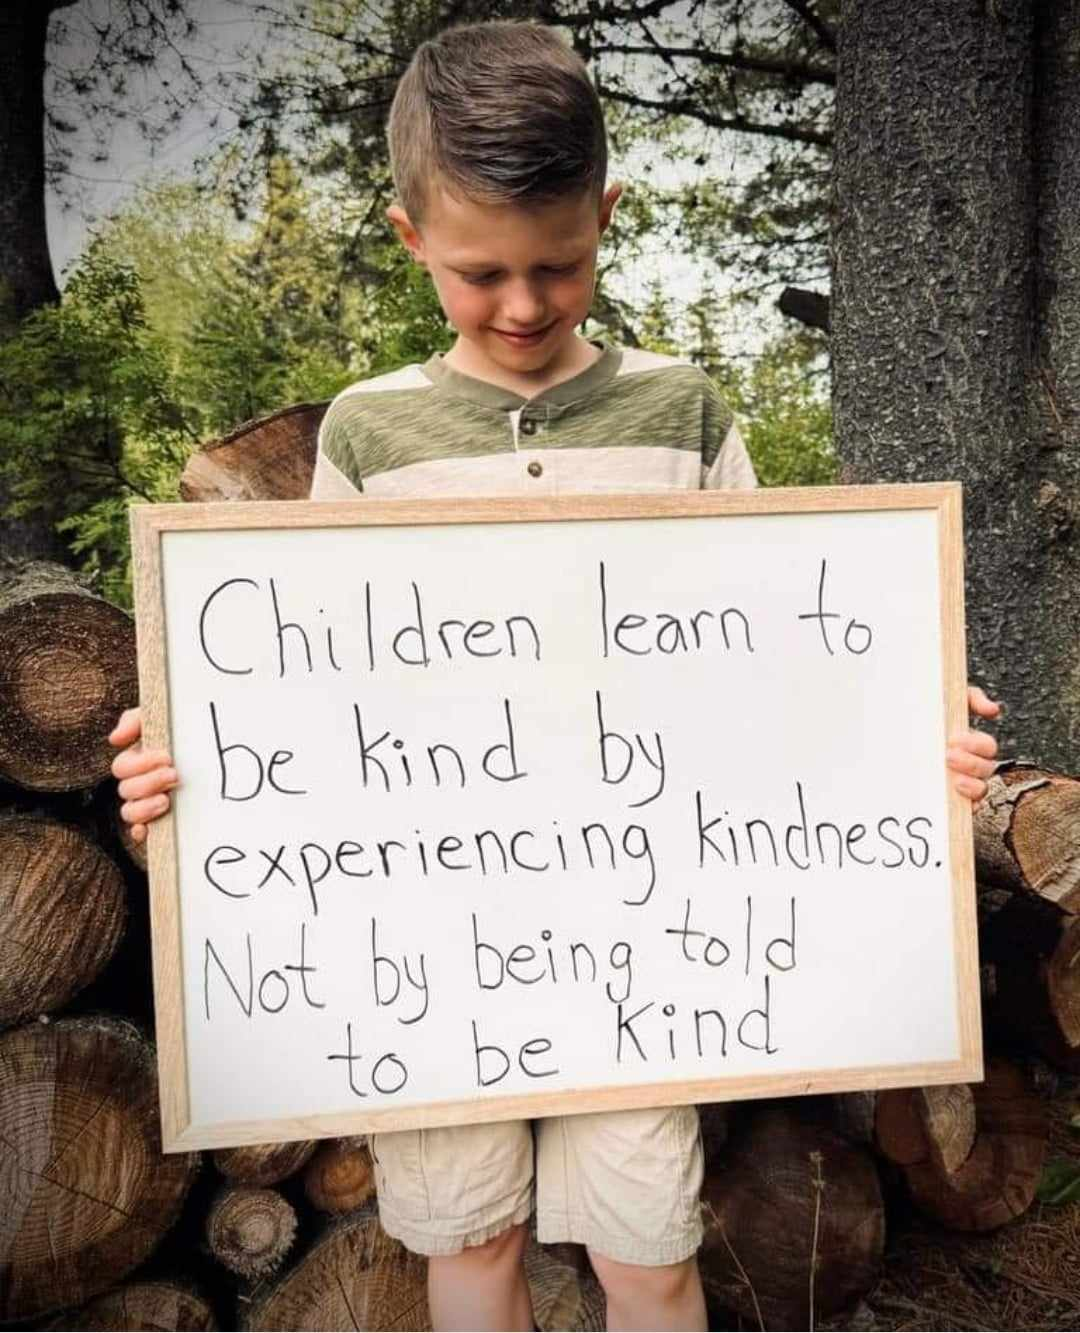 Children learn to
be kind by
experiencing kindness.
Not by being told
to be kind